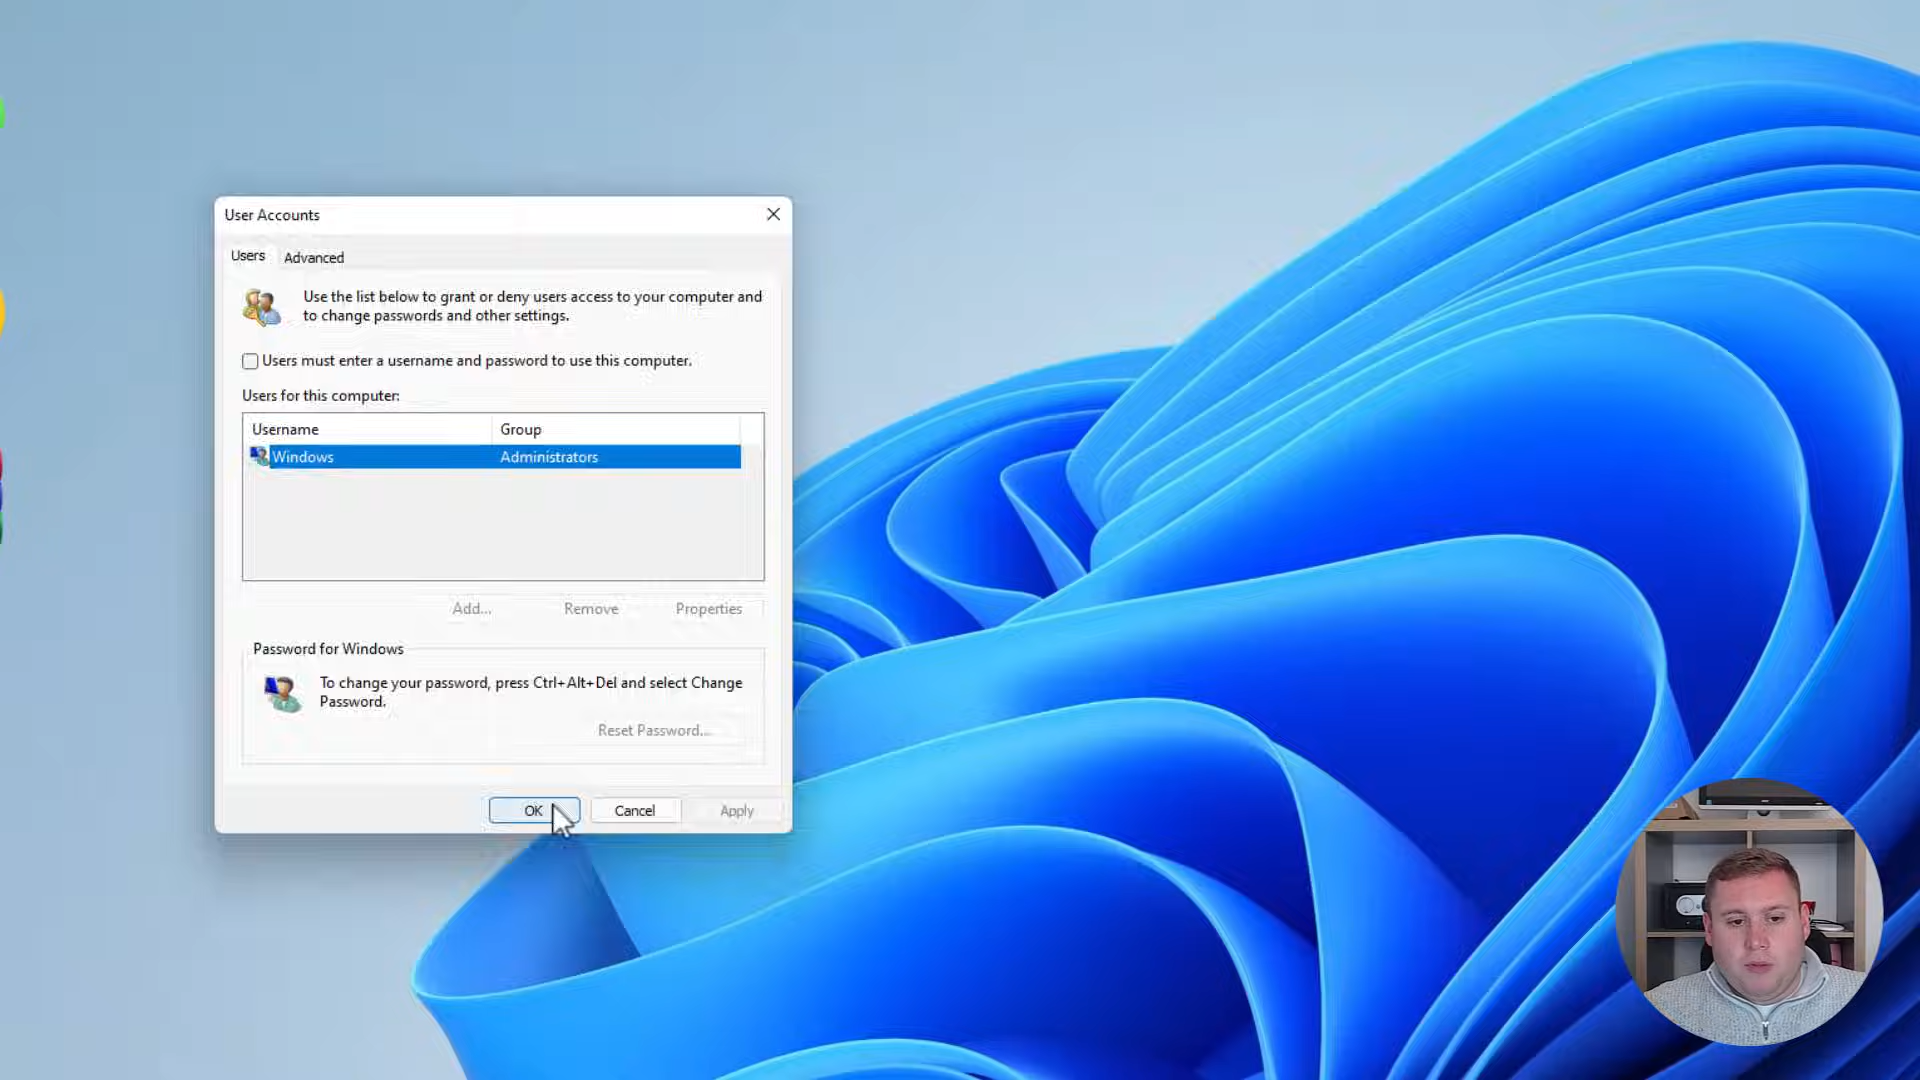 User Accounts
Users
Advanced
Use the list below to grant or deny users access to your computer and
to change passwords and other settings.
Users must enter a username and password to use this computer.
Users for this computer:
Username Group
Windows Administrators
Add... Remove Properties
Password for Windows
To change your password, press Ctrl+Alt+Del and select Change
Password.
Reset Password...
OK Cancel Apply